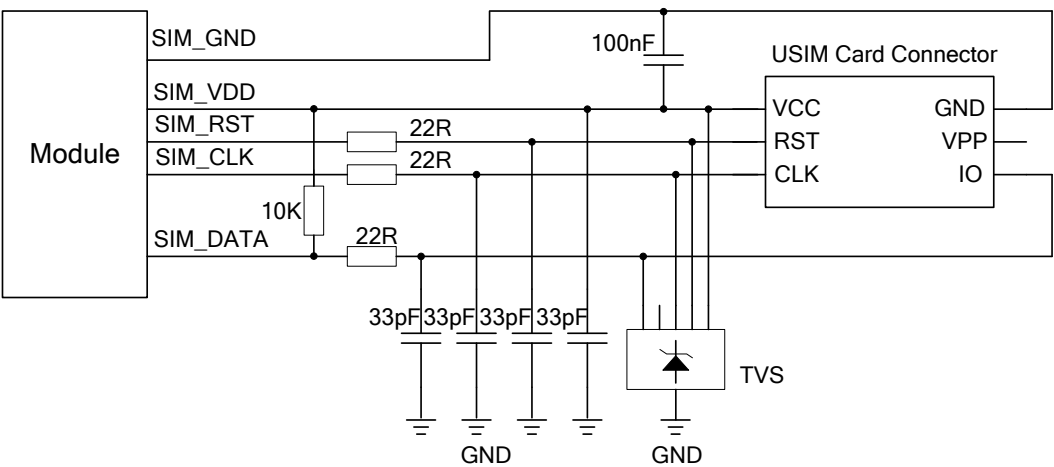 SIM_GND
100nF
USIM Card Connector
SIM_VDD
VCC
GND
SIM_RST
22R
RST
VPP
Module
SIM_CLK
22R
CLK
IO
10K
SIM_DATA
22R
33pF 33pF 33pF 33pF
TVS
GND
GND